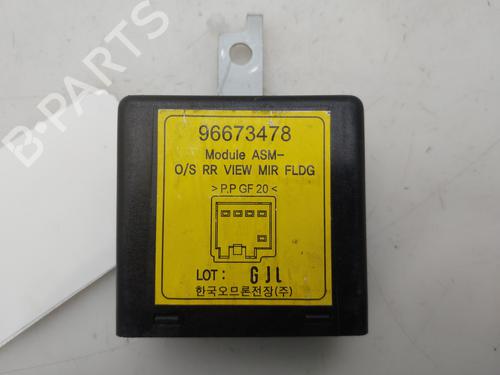 96673478
Module ASM-
O/S RR VIEW MIR FLDG
> P.P GF 20 <
LOT : GJL
한국오므론전장(주)
B-PARTS